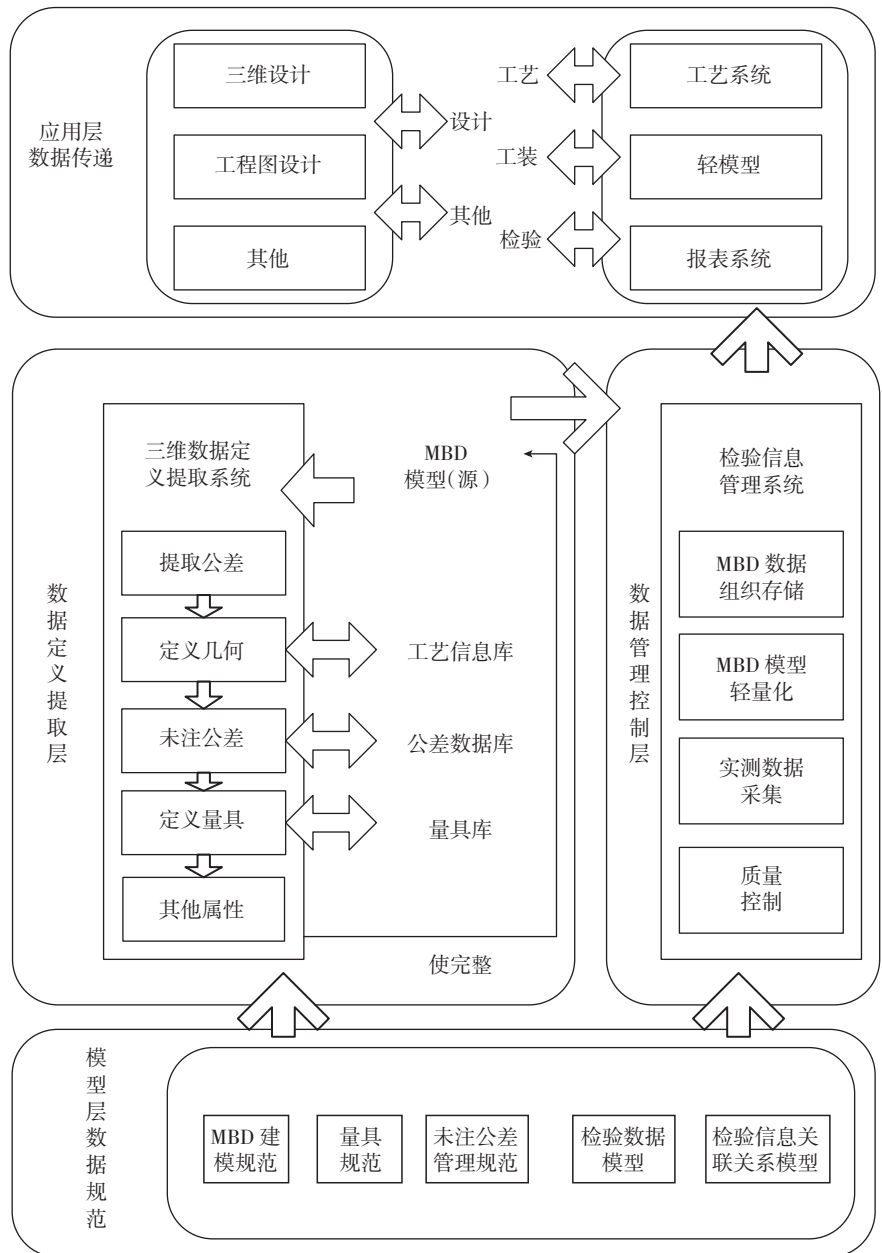 应用层
数据传递
三维设计
工程图设计
其他
设计
其他
工艺
工装
检验
工艺系统
轻模型
报表系统
数据定义提取层
三维数据定
义提取系统
提取公差
定义几何
未注公差
定义量具
其他属性
MBD
模型(源)
工艺信息库
公差数据库
量具库
使完整
数据管理控制层
检验信息
管理系统
MBD 数据
组织存储
MBD 模型
轻量化
实测数据
采集
质量
控制
模型层数据规范
MBD 建
模规范
量具
规范
未注公差
管理规范
检验数据
模型
检验信息关
联关系模型